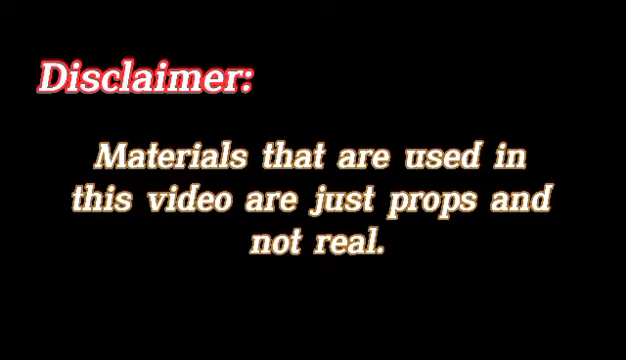 Disclaimer:
Materials that are used in
this video are just props and
not real.